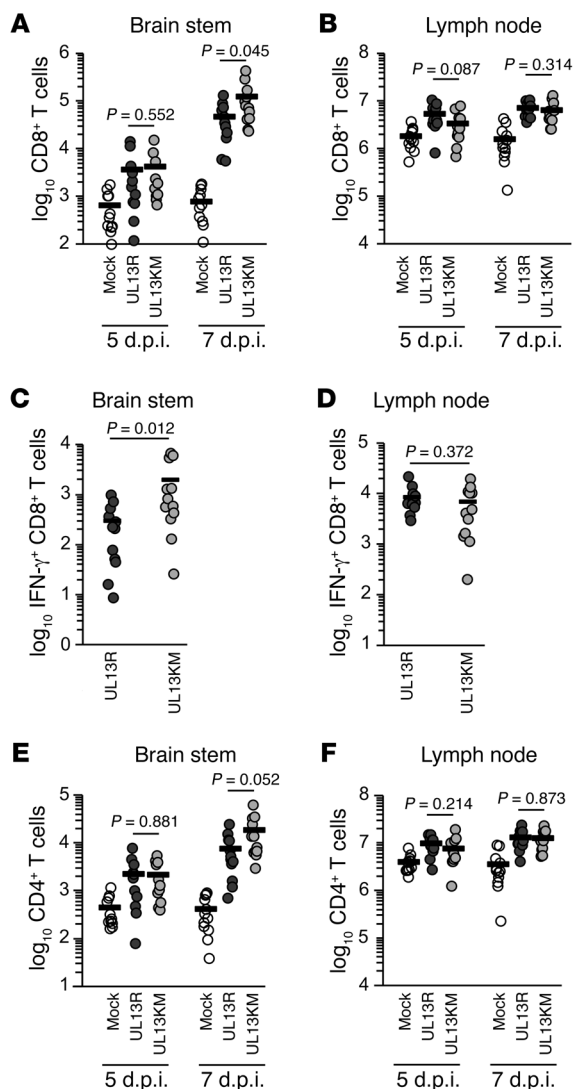 A
Brain stem
log10 CD8+ T cells
6
5
4
3
2
P = 0.552
P = 0.045
Mock
UL13R
UL13KM
Mock
UL13R
UL13KM
5 d.p.i.
7 d.p.i.
B
Lymph node
log10 CD8+ T cells
8
7
6
5
4
P = 0.087
P = 0.314
Mock
UL13R
UL13KM
Mock
UL13R
UL13KM
5 d.p.i.
7 d.p.i.
C
Brain stem
log10 IFN-γ+ CD8+ T cells
4
3
2
1
0
P = 0.012
UL13R
UL13KM
D
Lymph node
log10 IFN-γ+ CD8+ T cells
5
4
3
2
1
P = 0.372
UL13R
UL13KM
E
Brain stem
log10 CD4+ T cells
5
4
3
2
1
P = 0.881
P = 0.052
Mock
UL13R
UL13KM
Mock
UL13R
UL13KM
5 d.p.i.
7 d.p.i.
F
Lymph node
log10 CD4+ T cells
8
7
6
5
4
P = 0.214
P = 0.873
Mock
UL13R
UL13KM
Mock
UL13R
UL13KM
5 d.p.i.
7 d.p.i.